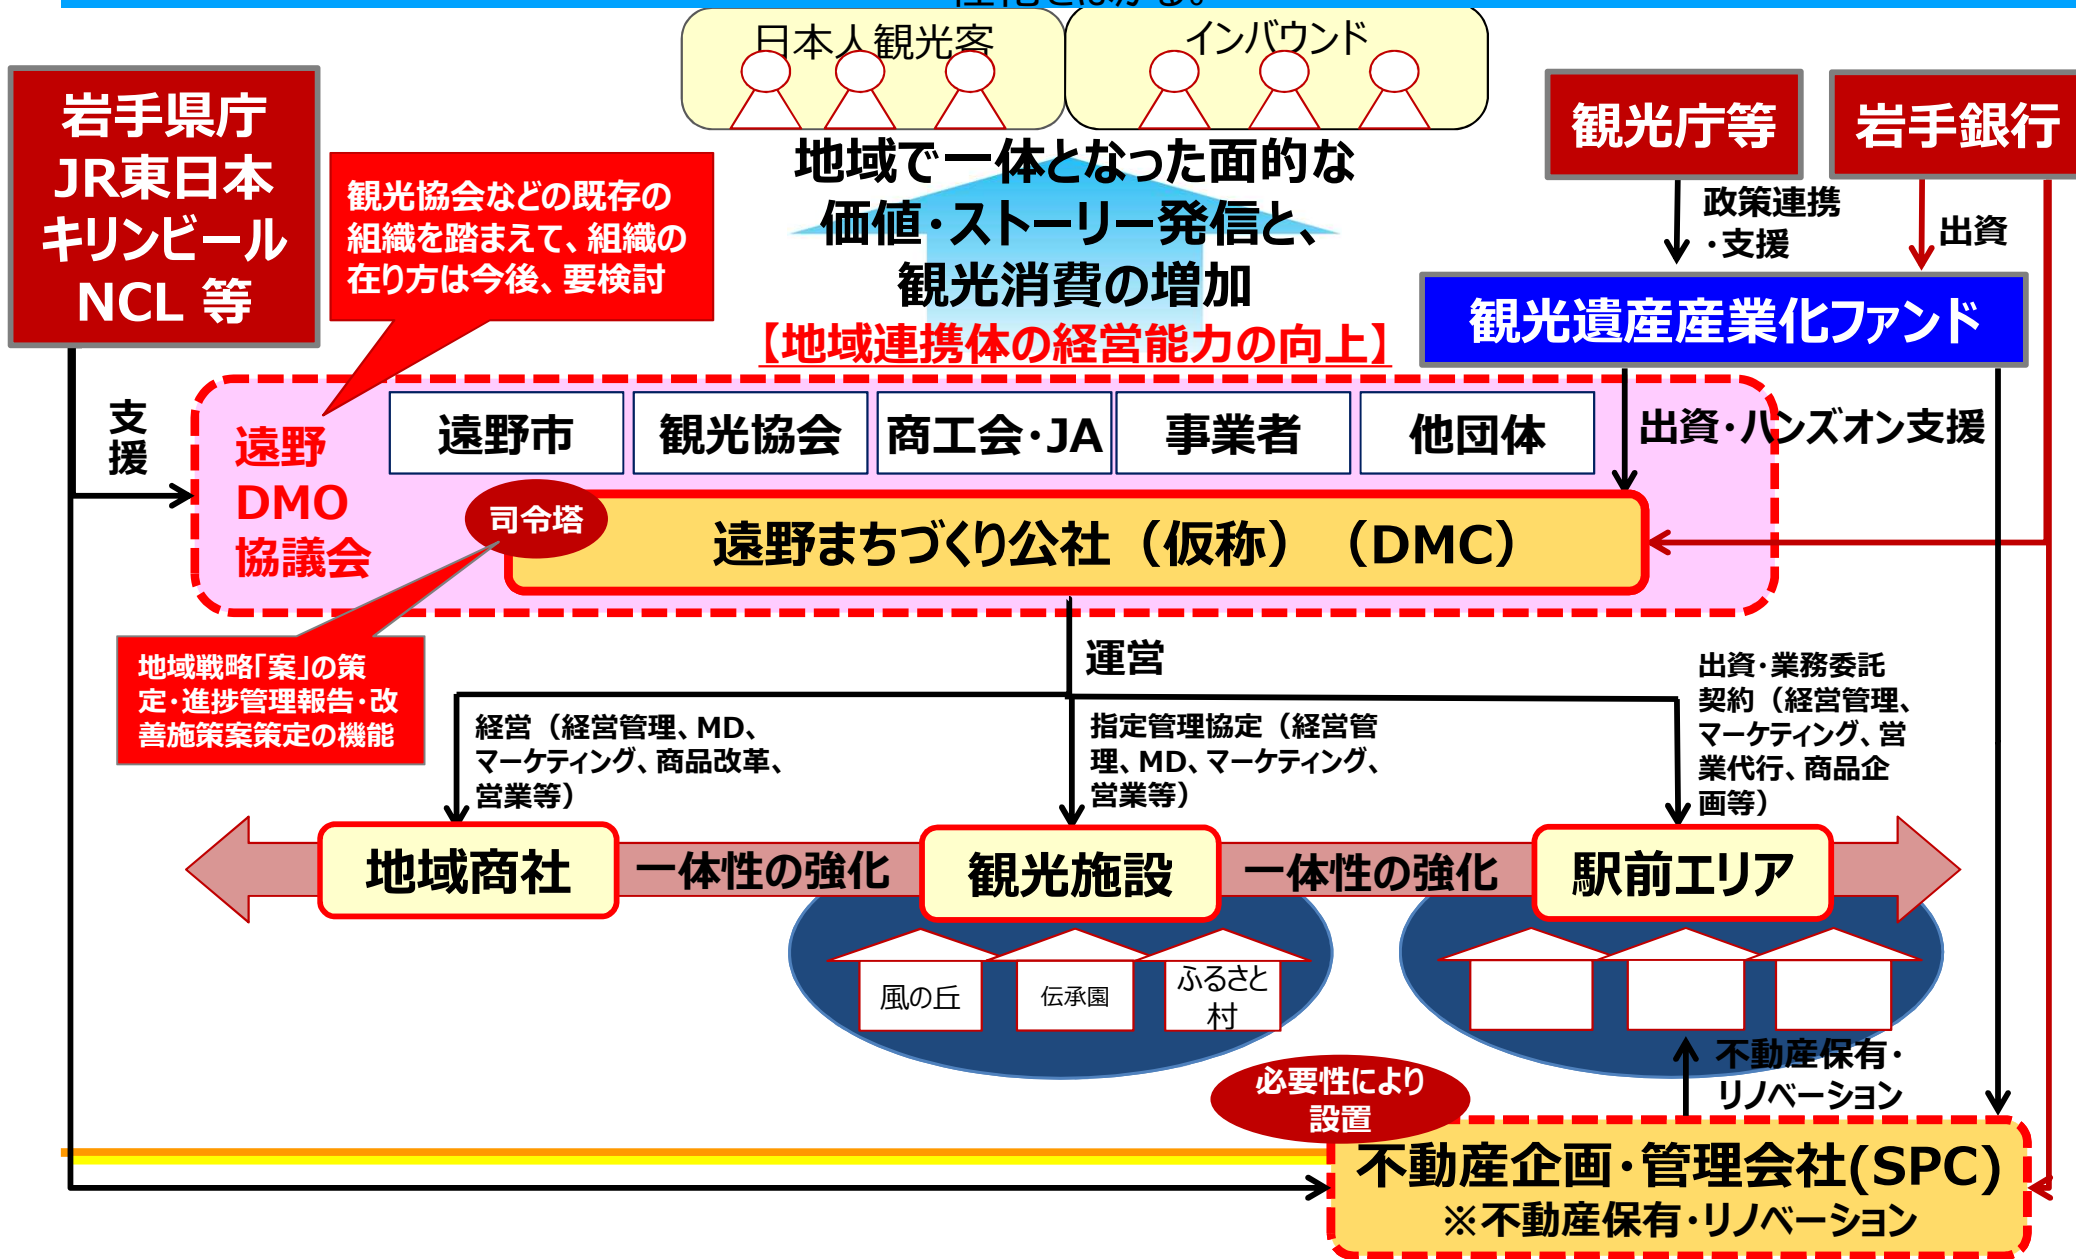 日本人観光客
インバウンド
岩手県庁
JR東日本
キリンビール
NCL 等
観光協会などの既存の
組織を踏まえて、組織の
在り方は今後、要検討
地域で一体となった面的な
価値・ストーリー発信と、
観光消費の増加
【地域連携体の経営能力の向上】
観光庁等
岩手銀行
政策連携
・支援
出資
観光遺産産業化ファンド
支
援
遠野
DMO
協議会
遠野市
観光協会
商工会・JA
事業者
他団体
出資・ハンズオン支援
司令塔
遠野まちづくり公社（仮称）（DMC）
地域戦略「案」の策
定・進捗管理報告・改
善施策案策定の機能
運営
経営（経営管理、MD、
マーケティング、商品改革、
営業等）
指定管理協定（経営管
理、MD、マーケティング、
営業等）
出資・業務委託
契約（経営管理、
マーケティング、営
業代行、商品企
画等）
地域商社
一体性の強化
観光施設
一体性の強化
駅前エリア
風の丘
伝承園
ふるさと
村
不動産保有・
リノベーション
必要性により
設置
不動産企画・管理会社(SPC)
※不動産保有・リノベーション